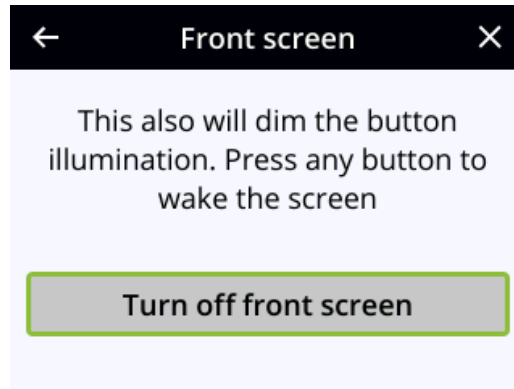 Front screen
This also will dim the button
illumination. Press any button to
wake the screen
Turn off front screen